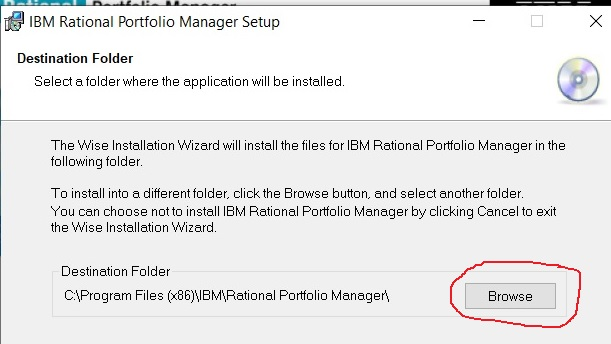 Rational Portfolio Manager
IBM Rational Portfolio Manager Setup
Destination Folder
Select a folder where the application will be installed.
The Wise Installation Wizard will install the files for IBM Rational Portfolio Manager in the
following folder.
To install into a different folder, click the Browse button, and select another folder.
You can choose not to install IBM Rational Portfolio Manager by clicking Cancel to exit
the Wise Installation Wizard.
Destination Folder
C:\Program Files (x86)\IBM\Rational Portfolio Manager\
Browse